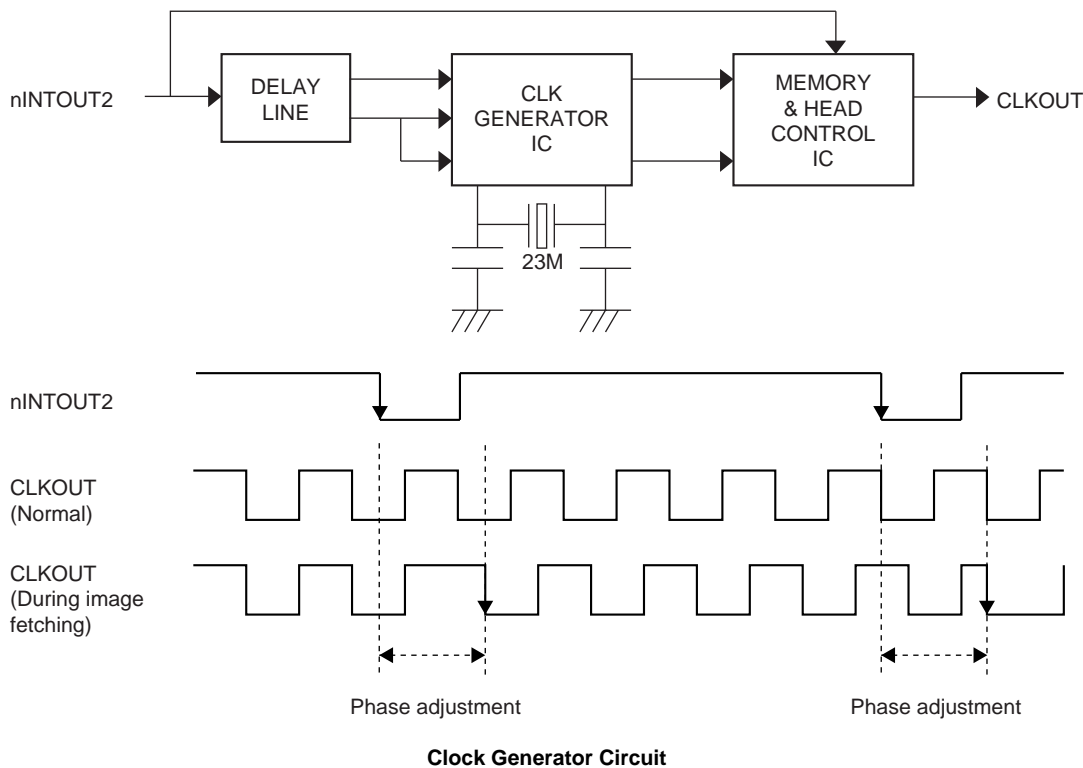 nINTOUT2
DELAY
LINE
CLK
GENERATOR
IC
MEMORY
& HEAD
CONTROL
IC
CLKOUT
23M
nINTOUT2
CLKOUT
(Normal)
CLKOUT
(During image
fetching)
Phase adjustment
Phase adjustment
Clock Generator Circuit